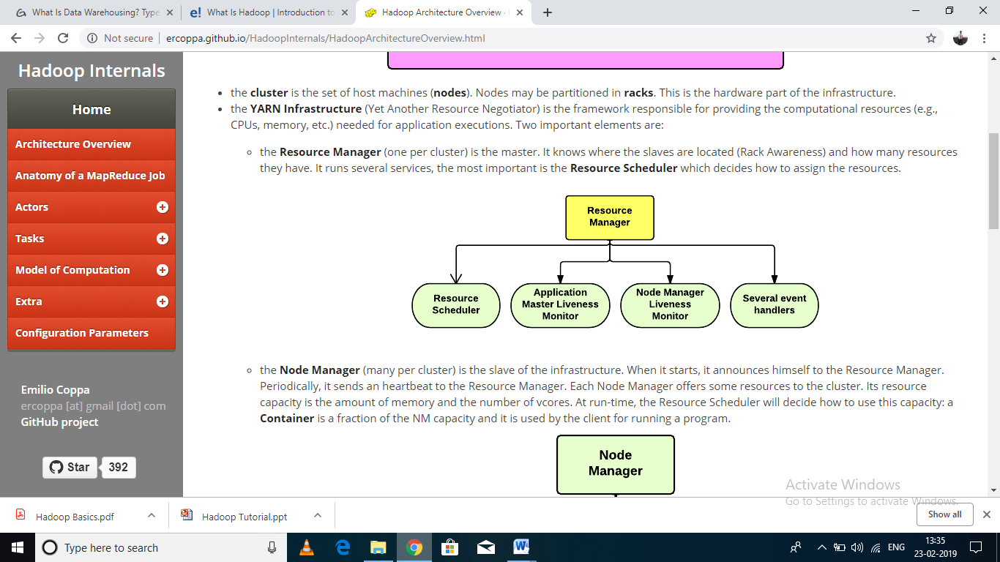 What Is Data Warehousing? Type
What Is Hadoop | Introduction to
Hadoop Architecture Overview -
Not secure
ercoppa.github.io/HadoopInternals/HadoopArchitectureOverview.html
Hadoop Internals
Home
Architecture Overview
Anatomy of a MapReduce Job
Actors
Tasks
Model of Computation
Extra
Configuration Parameters
Emilio Coppa
ercoppa [at] gmail [dot] com
GitHub project
Star
392
• the cluster is the set of host machines (nodes). Nodes may be partitioned in racks. This is the hardware part of the infrastructure.
• the YARN Infrastructure (Yet Another Resource Negotiator) is the framework responsible for providing the computational resources (e.g.,
CPUs, memory, etc.) needed for application executions. Two important elements are:
◦ the Resource Manager (one per cluster) is the master. It knows where the slaves are located (Rack Awareness) and how many resources
they have. It runs several services, the most important is the Resource Scheduler which decides how to assign the resources.
Resource
Manager
Resource
Scheduler
Application
Master Liveness
Monitor
Node Manager
Liveness
Monitor
Several event
handlers
◦ the Node Manager (many per cluster) is the slave of the infrastructure. When it starts, it announces himself to the Resource Manager.
Periodically, it sends an heartbeat to the Resource Manager. Each Node Manager offers some resources to the cluster. Its resource
capacity is the amount of memory and the number of vcores. At run-time, the Resource Scheduler will decide how to use this capacity: a
Container is a fraction of the NM capacity and it is used by the client for running a program.
Node
Manager
Activate Windows
Go to Settings to activate Windows.
Hadoop Basics.pdf
Hadoop Tutorial.ppt
Show all
Type here to search
ENG
13:35
23-02-2019